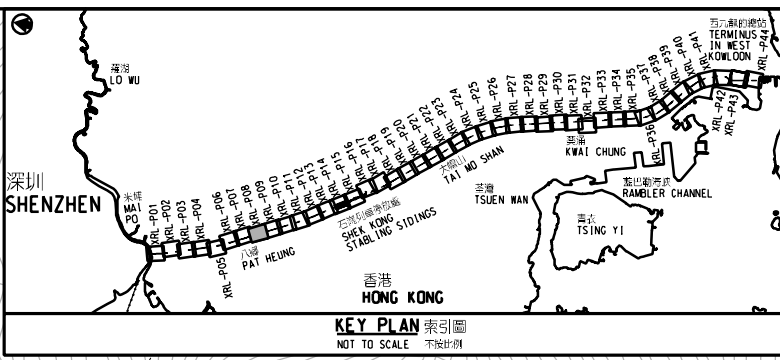 羅湖
LO WU
深圳
SHENZHEN
米埔
MAI
PO
XRL-P01
XRL-P02
XRL-P03
XRL-P04
XRL-P05
XRL-P06
XRL-P07
XRL-P08
XRL-P09
XRL-P10
XRL-P11
XRL-P12
XRL-P13
XRL-P14
XRL-P15
XRL-P16
XRL-P17
XRL-P18
XRL-P19
XRL-P20
XRL-P21
XRL-P22
XRL-P23
XRL-P24
XRL-P25
XRL-P26
XRL-P27
XRL-P28
XRL-P29
XRL-P30
XRL-P31
XRL-P32
XRL-P33
XRL-P34
XRL-P35
XRL-P36
XRL-P37
XRL-P38
XRL-P39
XRL-P40
XRL-P41
XRL-P42
XRL-P43
XRL-P44
西九龍的總站
TERMINUS
IN WEST
KOWLOON
八鄉
PAT HEUNG
SHEK KONG
STABLING SIDINGS
大帽山
TAI MO SHAN
葵涌
KWAI CHUNG
荃灣
TSUEN WAN
藍巴勒海峽
RAMBLER CHANNEL
青衣
TSING YI
香港
HONG KONG
KEY PLAN 索引圖
NOT TO SCALE 不按比例